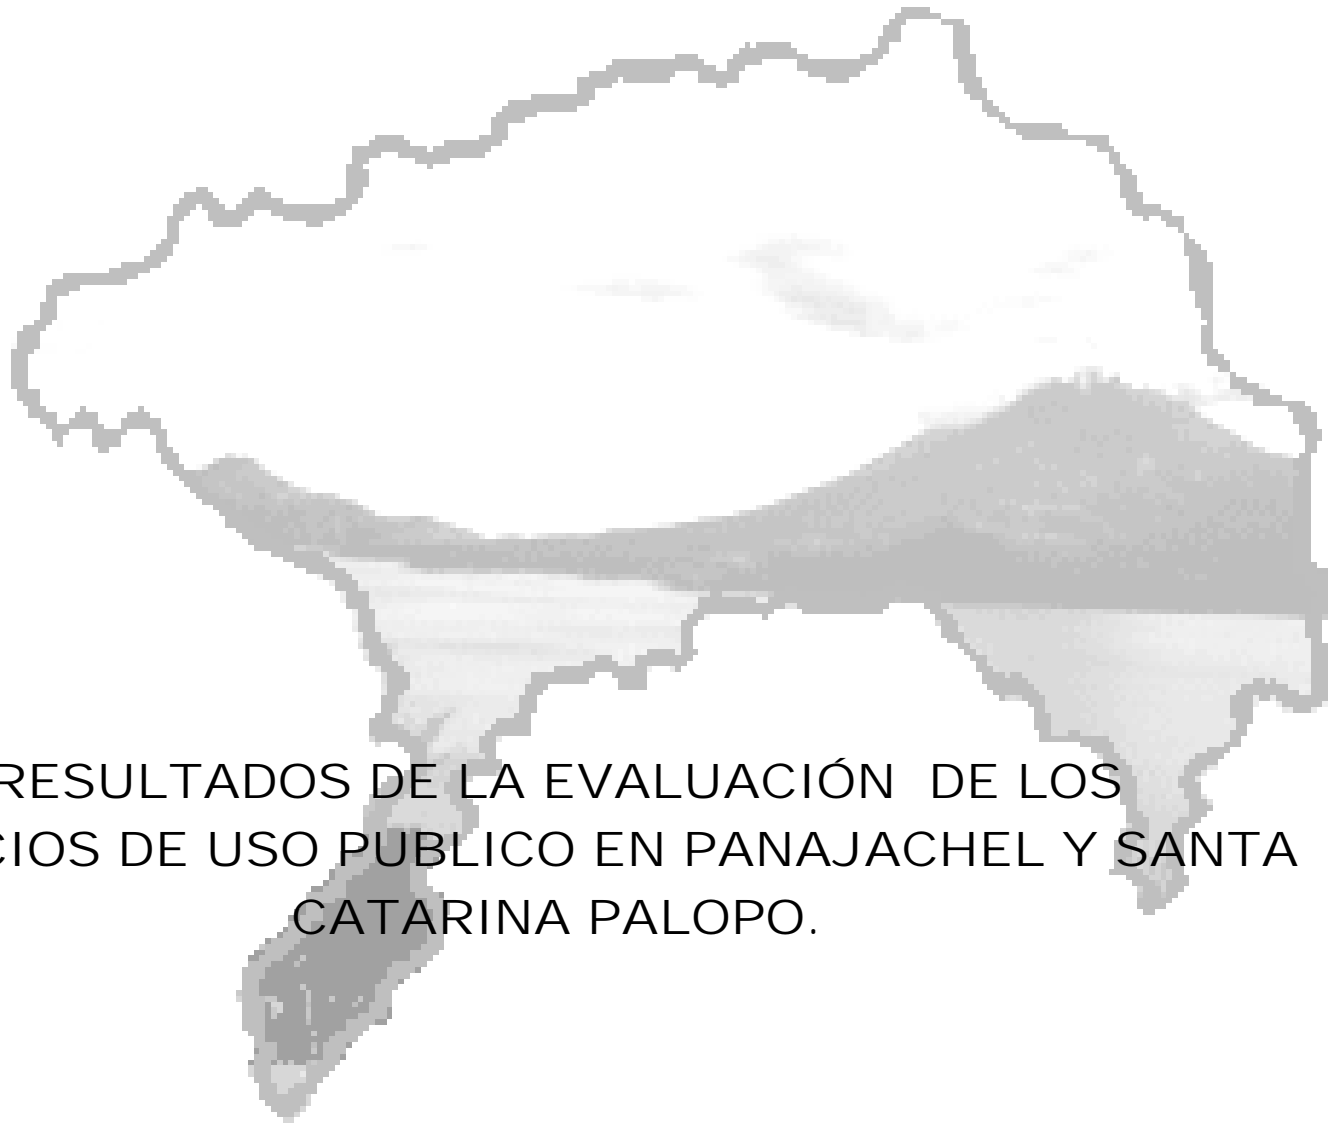 RESULTADOS DE LA EVALUACIÓN DE LOS
CIOS DE USO PUBLICO EN PANAJACHEL Y SANTA
CATARINA PALOPO.